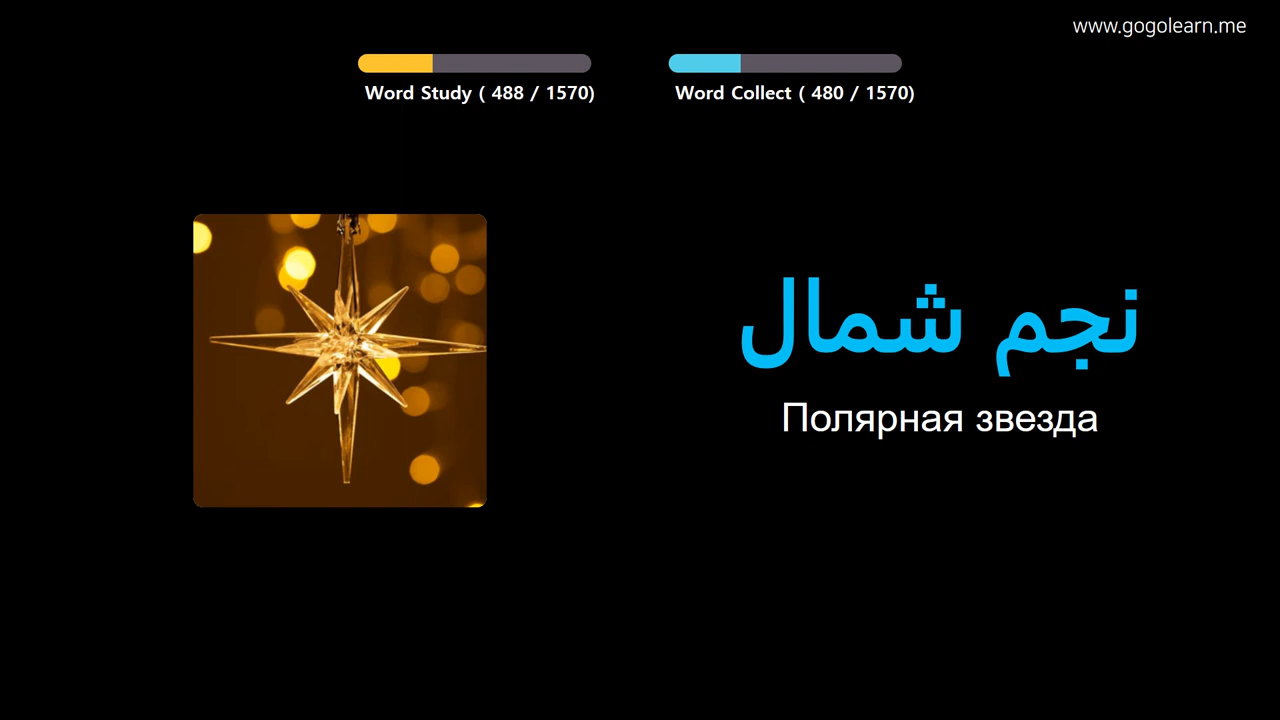 www.gogolearn.me
Word Study ( 488 / 1570)
Word Collect ( 480 / 1570)
نجم شمال
Полярная звезда